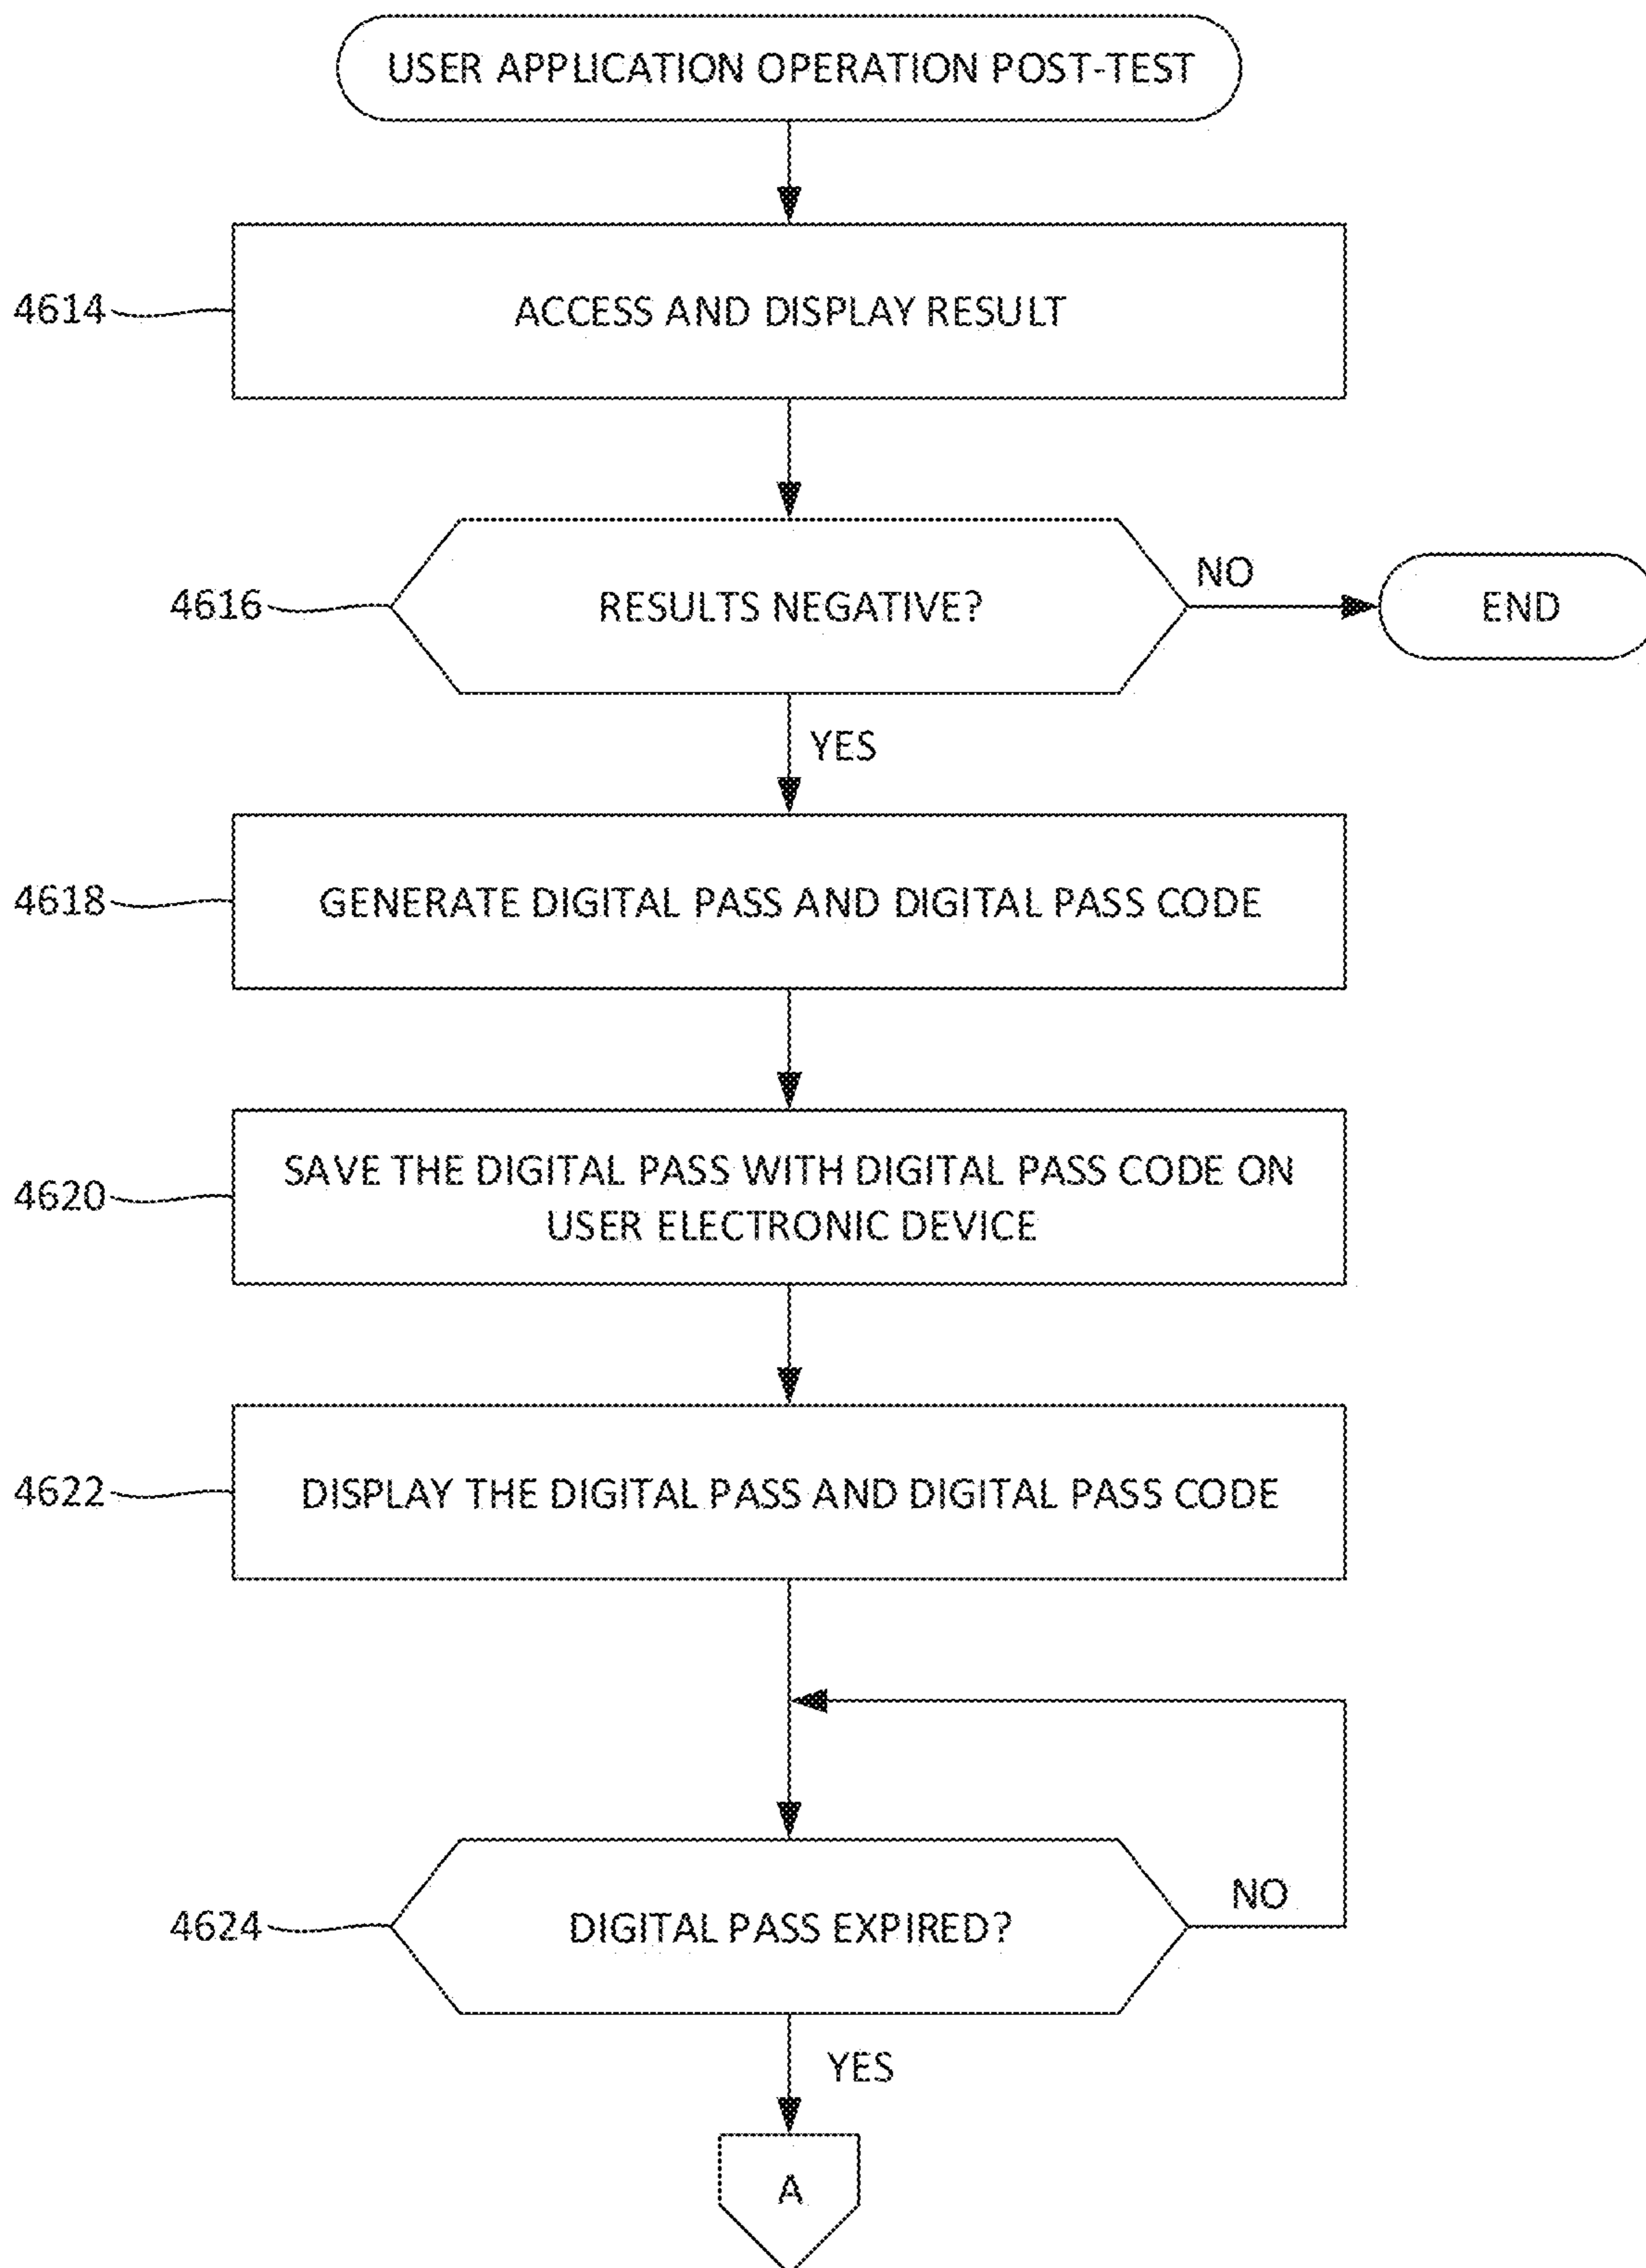 USER APPLICATION OPERATION POST-TEST
4614
ACCESS AND DISPLAY RESULT
4616
RESULTS NEGATIVE?
NO
END
YES
4618
GENERATE DIGITAL PASS AND DIGITAL PASS CODE
4620
SAVE THE DIGITAL PASS WITH DIGITAL PASS CODE ON
USER ELECTRONIC DEVICE
4622
DISPLAY THE DIGITAL PASS AND DIGITAL PASS CODE
4624
DIGITAL PASS EXPIRED?
NO
YES
A